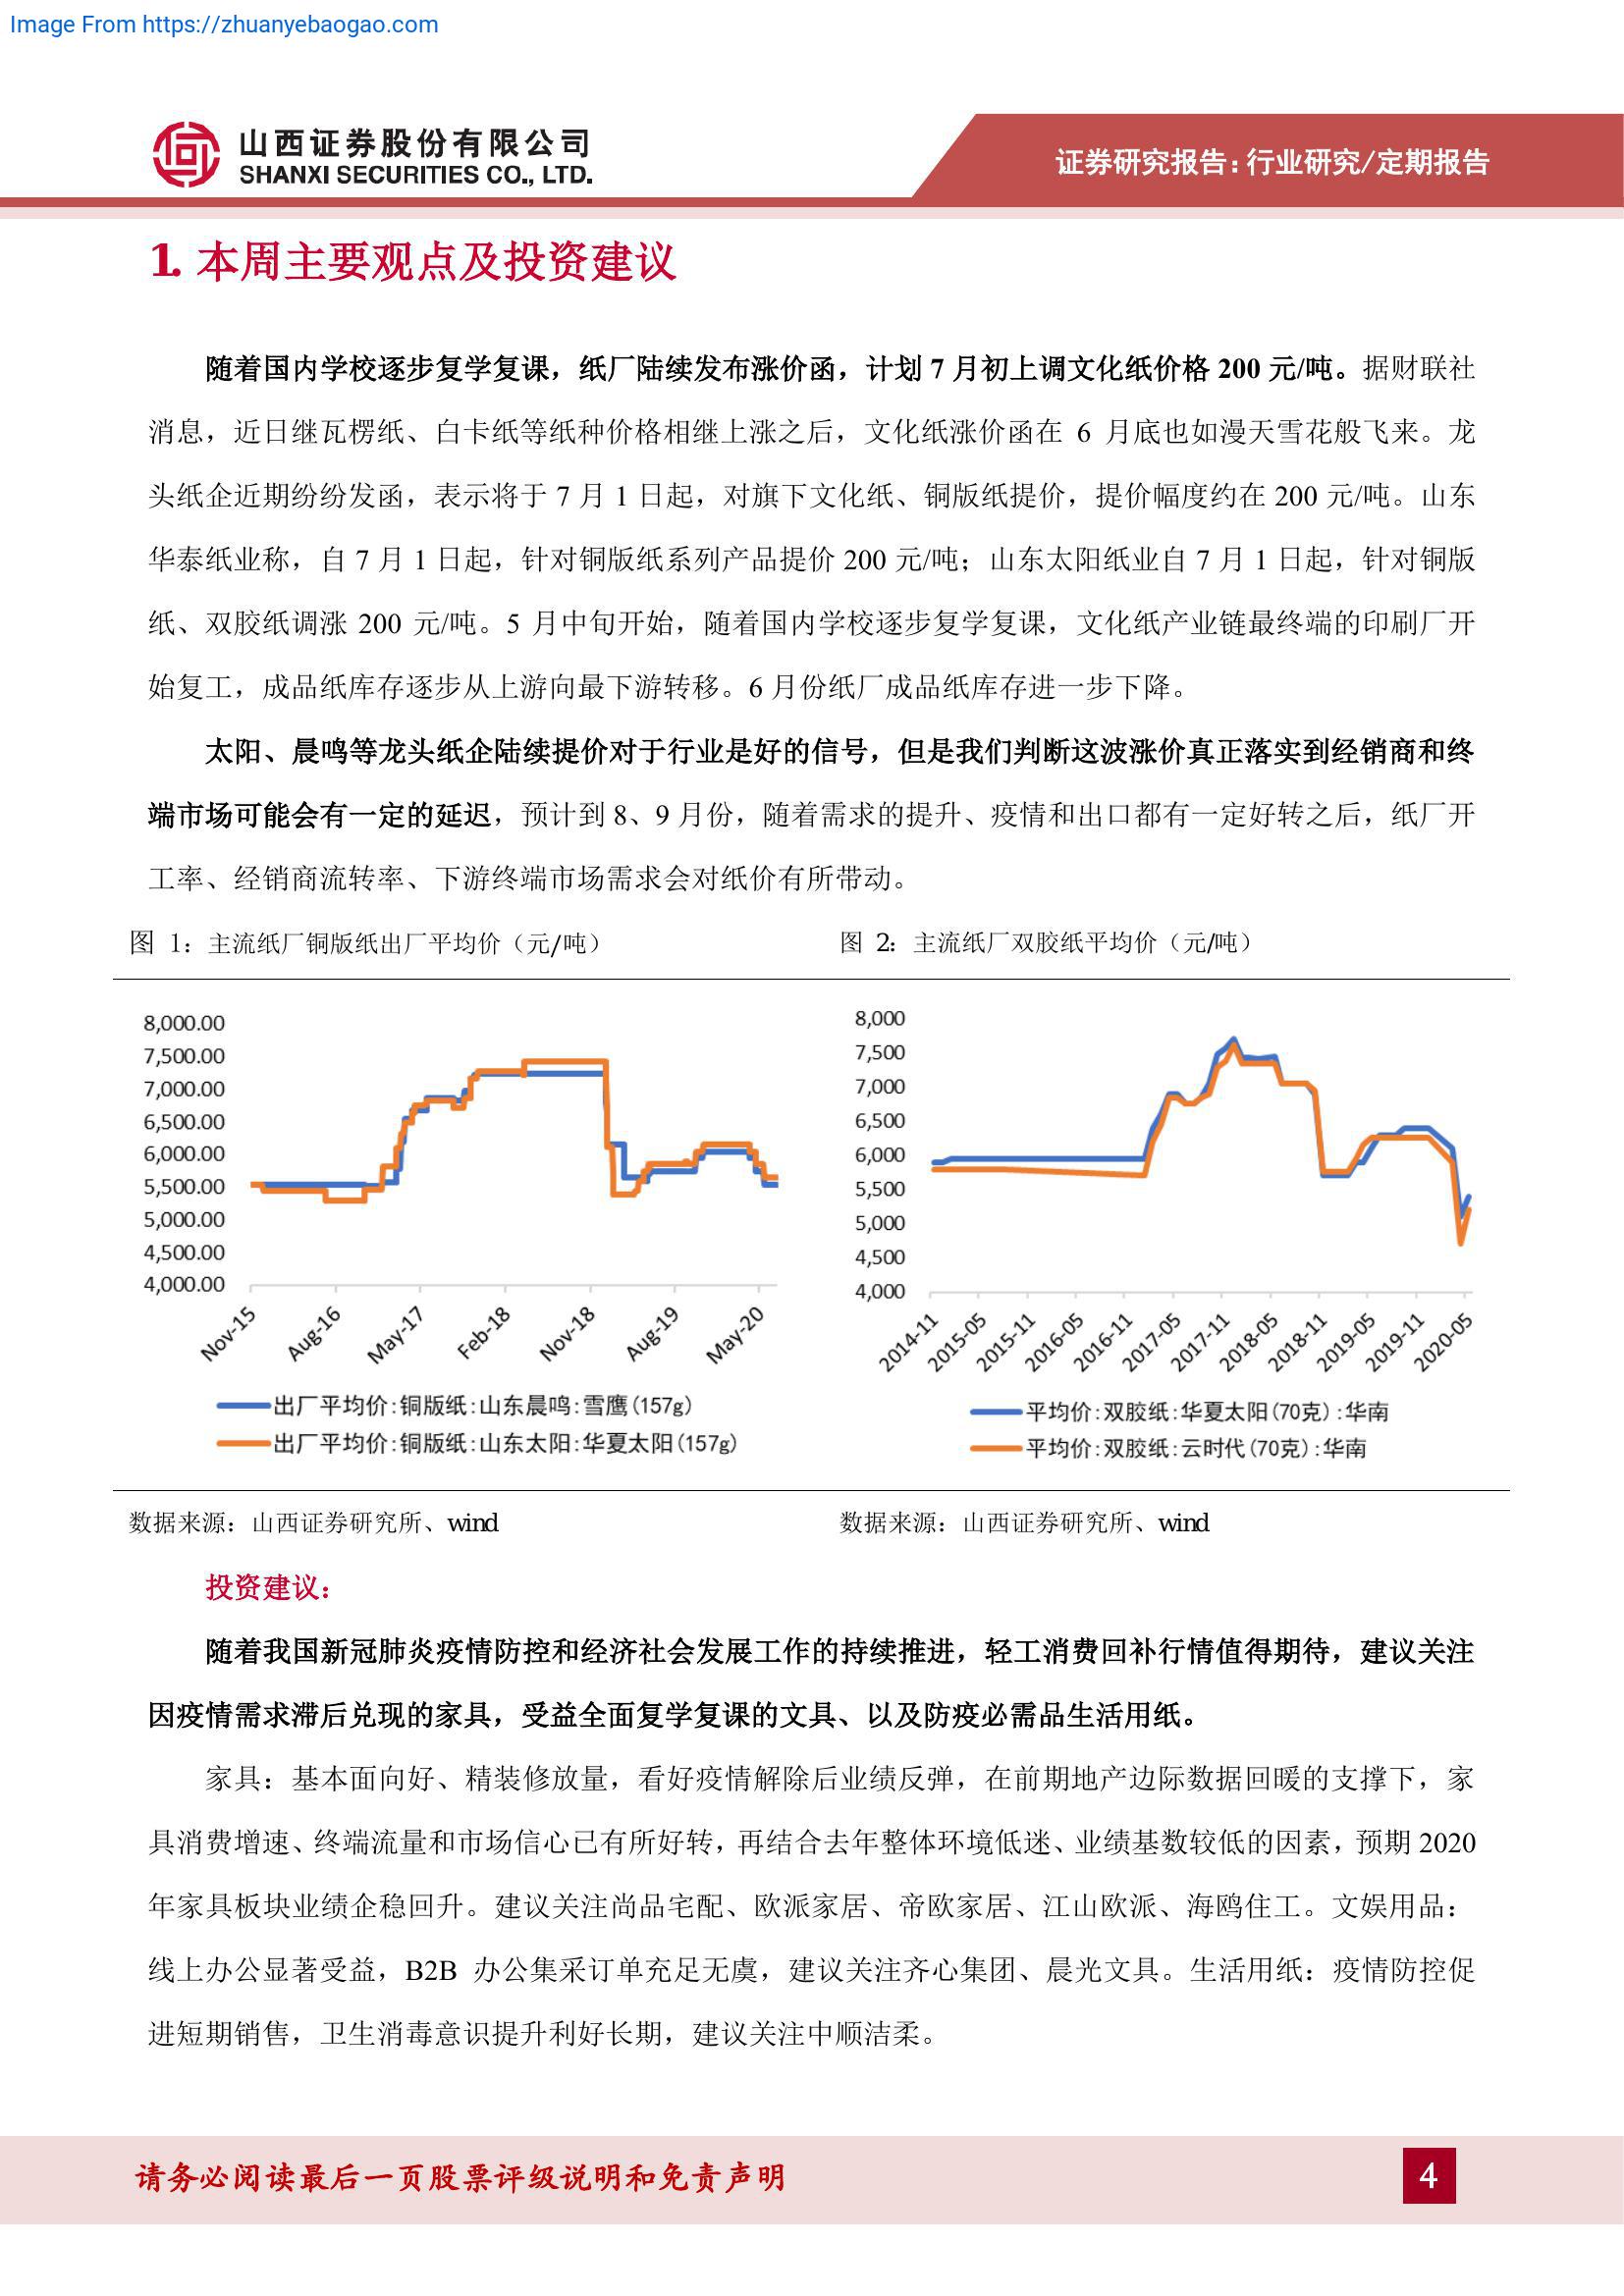 Image From https://zhuanyebaogao.com
山西证券股份有限公司
SHANXI SECURITIES CO., LTD.
证券研究报告：行业研究/定期报告
1. 本周主要观点及投资建议
随着国内学校逐步复学复课，纸厂陆续发布涨价函，计划 7 月初上调文化纸价格 200 元/吨。据财联社
消息，近日继瓦楞纸、白卡纸等纸种价格相继上涨之后，文化纸涨价函在 6 月底也如漫天雪花般飞来。龙
头纸企近期纷纷发函，表示将于 7 月 1 日起，对旗下文化纸、铜版纸提价，提价幅度约在 200 元/吨。山东
华泰纸业称，自 7 月 1 日起，针对铜版纸系列产品提价 200 元/吨；山东太阳纸业自 7 月 1 日起，针对铜版
纸、双胶纸调涨 200 元/吨。5 月中旬开始，随着国内学校逐步复学复课，文化纸产业链最终端的印刷厂开
始复工，成品纸库存逐步从上游向最下游转移。6 月份纸厂成品纸库存进一步下降。
太阳、晨鸣等龙头纸企陆续提价对于行业是好的信号，但是我们判断这波涨价真正落实到经销商和终
端市场可能会有一定的延迟，预计到 8、9 月份，随着需求的提升、疫情和出口都有一定好转之后，纸厂开
工率、经销商流转率、下游终端市场需求会对纸价有所带动。
图 1：主流纸厂铜版纸出厂平均价（元/吨）
8,000.00
7,500.00
7,000.00
6,500.00
6,000.00
5,500.00
5,000.00
4,500.00
4,000.00
Nov-15
Aug-16
May-17
Feb-18
Nov-18
Aug-19
May-20
出厂平均价:铜版纸:山东晨鸣:雪鹰(157g)
出厂平均价:铜版纸:山东太阳:华夏太阳(157g)
数据来源：山西证券研究所、wind
图 2：主流纸厂双胶纸平均价（元/吨）
8,000
7,500
7,000
6,500
6,000
5,500
5,000
4,500
4,000
2014-11
2015-05
2015-11
2016-05
2016-11
2017-05
2017-11
2018-05
2018-11
2019-05
2019-11
2020-05
平均价:双胶纸:华夏太阳(70克):华南
平均价:双胶纸:云时代(70克):华南
数据来源：山西证券研究所、wind
投资建议：
随着我国新冠肺炎疫情防控和经济社会发展工作的持续推进，轻工消费回补行情值得期待，建议关注
因疫情需求滞后兑现的家具，受益全面复学复课的文具、以及防疫必需品生活用纸。
家具：基本面向好、精装修放量，看好疫情解除后业绩反弹，在前期地产边际数据回暖的支撑下，家
具消费增速、终端流量和市场信心已有所好转，再结合去年整体环境低迷、业绩基数较低的因素，预期 2020
年家具板块业绩企稳回升。建议关注尚品宅配、欧派家居、帝欧家居、江山欧派、海鸥住工。文娱用品：
线上办公显著受益，B2B 办公集采订单充足无虞，建议关注齐心集团、晨光文具。生活用纸：疫情防控促
进短期销售，卫生消毒意识提升利好长期，建议关注中顺洁柔。
请务必阅读最后一页股票评级说明和免责声明
4